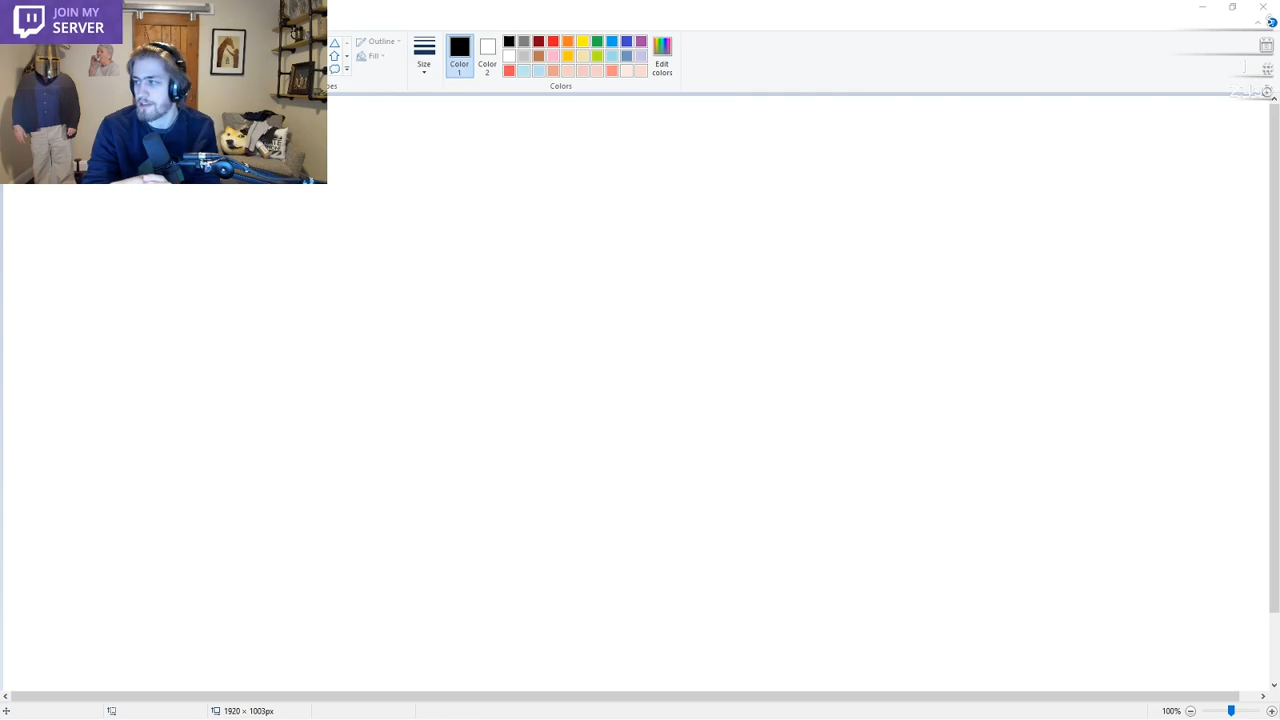 JOIN MY
SERVER
Outline
Fill
Size
Color
1
Color
2
Edit
colors
Colors
1920 × 1003px
100%